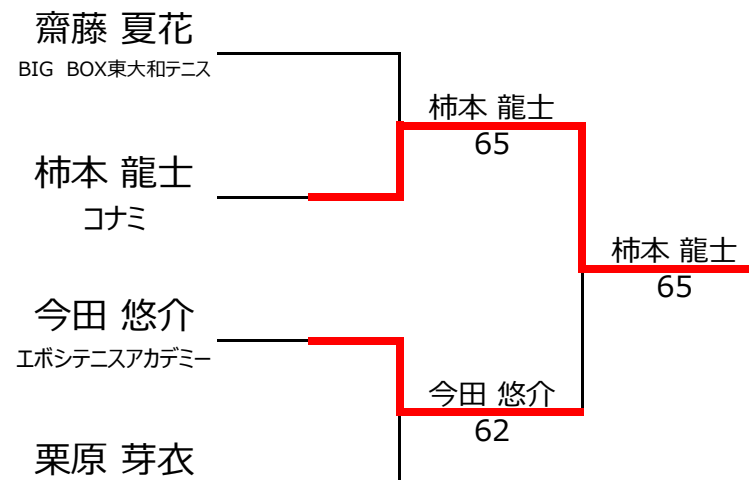 齋藤 夏花
BIG BOX東大和テニス
柿本 龍士
65
柿本 龍士
コナミ
柿本 龍士
65
今田 悠介
エボシテニスアカデミー
今田 悠介
62
栗原 芽衣